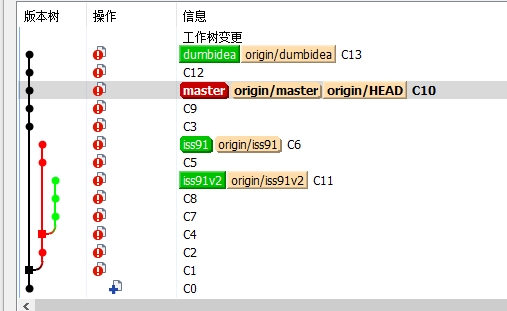 版本树 操作 信息
工作树变更
dumbidea origin/dumbidea C13
C12
master origin/master origin/HEAD C10
C9
C3
iss91 origin/iss91 C6
C5
iss91v2 origin/iss91v2 C11
C8
C7
C4
C2
C1
C0